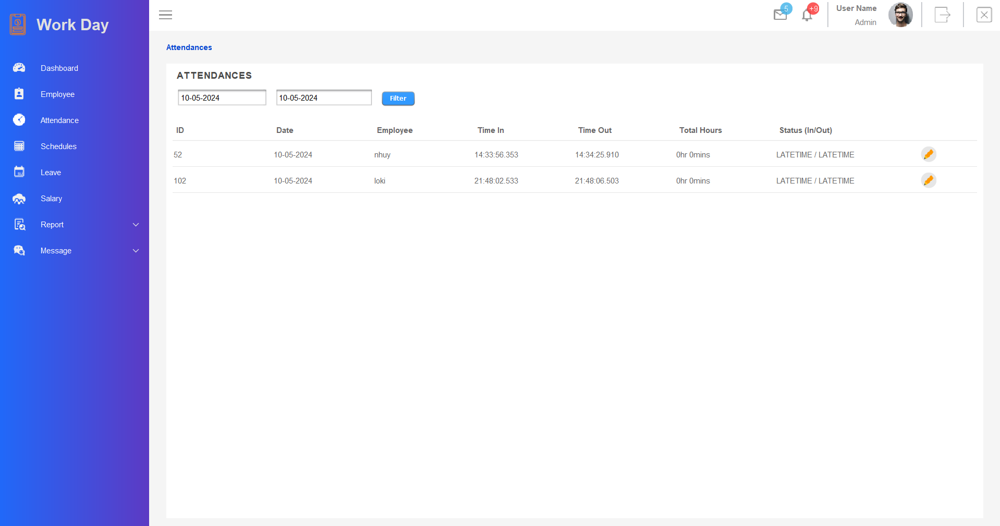 Work Day
5
+9
User Name
Admin
Dashboard
Employee
Attendance
Schedules
SU
Leave
Salary
Report
Message
Attendances
ATTENDANCES
10-05-2024 10-05-2024 Filter
ID Date Employee Time In Time Out Total Hours Status (In/Out)
52 10-05-2024 nhuy 14:33:56.353 14:34:25.910 0hr 0mins LATETIME / LATETIME
102 10-05-2024 loki 21:48:02.533 21:48:06.503 0hr 0mins LATETIME / LATETIME